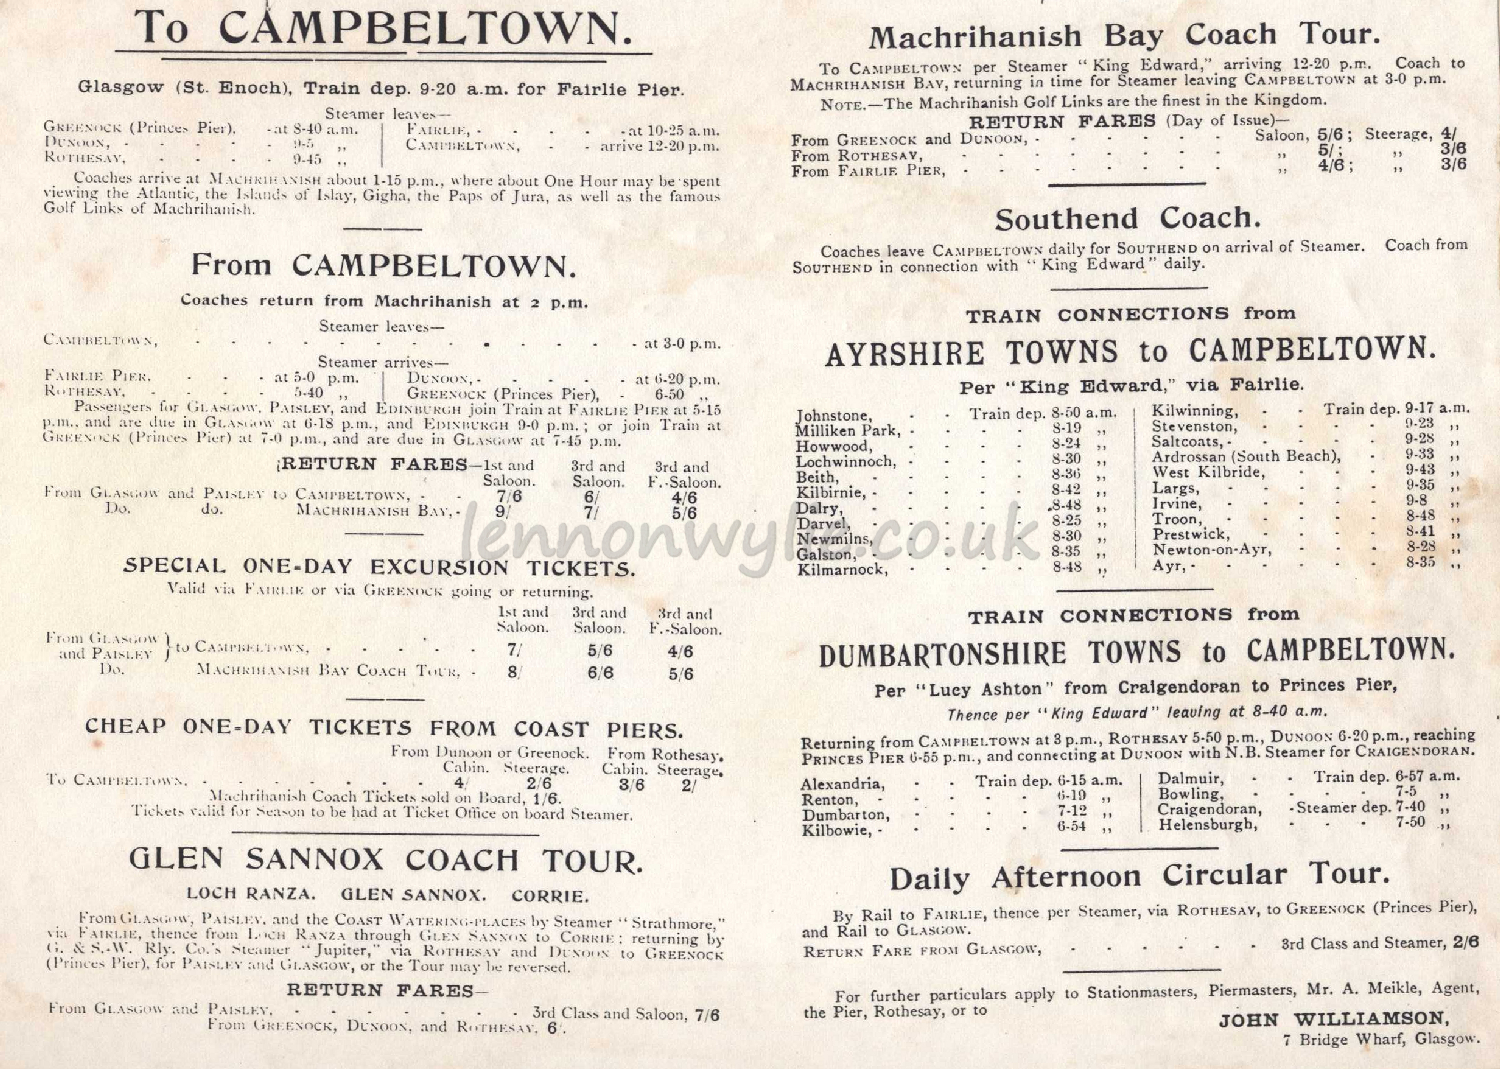 To CAMPBELTOWN.
Glasgow (St. Enoch), Train dep. 9-20 a.m. for Fairlie Pier.
Steamer leaves—
GREENOCK (Princes Pier), - at 8-40 a.m. | FAIRLIE, - - - - - at 10-25 a.m.
DUNOON, - - - - 9-5 ,, | CAMPBELTOWN, - - arrive 12-20 p.m.
ROTHESAY, - - - - 9-45 ,,
Coaches arrive at MACHRIHANISH about 1-15 p.m., where about One Hour may be spent
viewing the Atlantic, the Islands of Islay, Gigha, the Paps of Jura, as well as the famous
Golf Links of Machrihanish.
From CAMPBELTOWN.
Coaches return from Machrihanish at 2 p.m.
Steamer leaves—
CAMPBELTOWN, - - - - - - - - - - - at 3-0 p.m.
Steamer arrives—
FAIRLIE PIER, - - - at 5-0 p.m. | DUNOON, - - - - - at 6-20 p.m.
ROTHESAY, - - - - 5-40 ,, | GREENOCK (Princes Pier), - 6-50 ,,
Passengers for GLASGOW, PAISLEY, and EDINBURGH join Train at FAIRLIE PIER at 5-15
p.m., and are due in GLASGOW at 6-18 p.m., and EDINBURGH 9-0 p.m.; or join Train at
GREENOCK (Princes Pier) at 7-0 p.m., and are due in GLASGOW at 7-45 p.m.
RETURN FARES—1st and 3rd and 3rd and
Saloon. Saloon. F.-Saloon.
From GLASGOW and PAISLEY to CAMPBELTOWN, - - 7/6 6/ 4/6
Do. do. MACHRIHANISH BAY, - 9/ 7/ 5/6
SPECIAL ONE-DAY EXCURSION TICKETS.
Valid via FAIRLIE or via GREENOCK going or returning.
1st and 3rd and 3rd and
Saloon. Saloon. F.-Saloon.
From GLASGOW and PAISLEY } to CAMPBELTOWN, - - - - - 7/ 5/6 4/6
Do. MACHRIHANISH BAY COACH TOUR, - 8/ 6/6 5/6
CHEAP ONE-DAY TICKETS FROM COAST PIERS.
From Dunoon or Greenock. From Rothesay.
Cabin. Steerage. Cabin. Steerage.
To CAMPBELTOWN, - - - - - - - 4/ 2/6 3/6 2/
Machrihanish Coach Tickets sold on Board, 1/6.
Tickets valid for Season to be had at Ticket Office on board Steamer.
GLEN SANNOX COACH TOUR.
LOCH RANZA. GLEN SANNOX. CORRIE.
From GLASGOW, PAISLEY, and the COAST WATERING-PLACES by Steamer "Strathmore,"
via FAIRLIE, thence from LOCH RANZA through GLEN SANNOX to CORRIE; returning by
G. & S.-W. Rly. Co.'s Steamer "Jupiter," via ROTHESAY and DUNOON to GREENOCK
(Princes Pier), for PAISLEY and GLASGOW, or the Tour may be reversed.
RETURN FARES—
From GLASGOW and PAISLEY, - - - - - - - 3rd Class and Saloon, 7/6
From GREENOCK, DUNOON, and ROTHESAY, 6/.
Machrihanish Bay Coach Tour.
To CAMPBELTOWN per Steamer "King Edward," arriving 12-20 p.m. Coach to
MACHRIHANISH BAY, returning in time for Steamer leaving CAMPBELTOWN at 3-0 p.m.
NOTE.—The Machrihanish Golf Links are the finest in the Kingdom.
RETURN FARES (Day of Issue)—
From GREENOCK and DUNOON, - - - - - - Saloon, 5/6; Steerage, 4/
From ROTHESAY, - - - - - - - - ,, 5/; ,, 3/6
From FAIRLIE PIER, - - - - - - - ,, 4/6; ,, 3/6
Southend Coach.
Coaches leave CAMPBELTOWN daily for SOUTHEND on arrival of Steamer. Coach from
SOUTHEND in connection with "King Edward" daily.
TRAIN CONNECTIONS from
AYRSHIRE TOWNS to CAMPBELTOWN.
Per "King Edward," via Fairlie.
Johnstone, - - Train dep. 8-50 a.m. | Kilwinning, - - Train dep. 9-17 a.m.
Milliken Park, - - - - 8-19 ,, | Stevenston, - - - - 9-23 ,,
Howwood, - - - - 8-24 ,, | Saltcoats, - - - - - 9-28 ,,
Lochwinnoch, - - - - 8-30 ,, | Ardrossan (South Beach), - 9-33 ,,
Beith, - - - - 8-36 ,, | West Kilbride, - - - - 9-43 ,,
Kilbirnie, - - - - 8-42 ,, | Largs, - - - - - 9-35 ,,
Dalry, - - - - 8-48 ,, | Irvine, - - - - - 9-8 ,,
Darvel, - - - - 8-25 ,, | Troon, - - - - - 8-48 ,,
Newmilns, - - - - 8-30 ,, | Prestwick, - - - - 8-41 ,,
Galston, - - - - 8-35 ,, | Newton-on-Ayr, - - - 8-28 ,,
Kilmarnock, - - - - 8-48 ,, | Ayr, - - - - - - 8-35 ,,
TRAIN CONNECTIONS from
DUMBARTONSHIRE TOWNS to CAMPBELTOWN.
Per "Lucy Ashton" from Craigendoran to Princes Pier,
Thence per "King Edward" leaving at 8-40 a.m.
Returning from CAMPBELTOWN at 3 p.m., ROTHESAY 5-50 p.m., DUNOON 6-20 p.m., reaching
PRINCES PIER 6-55 p.m., and connecting at DUNOON with N.B. Steamer for CRAIGENDORAN.
Alexandria, - - Train dep. 6-15 a.m. | Dalmuir, - - Train dep. 6-57 a.m.
Renton, - - - - - 6-19 ,, | Bowling, - - - - - 7-5 ,,
Dumbarton, - - - - 7-12 ,, | Craigendoran, - Steamer dep. 7-40 ,,
Kilbowie, - - - - - 6-54 ,, | Helensburgh, - - - 7-50 ,,
Daily Afternoon Circular Tour.
By Rail to FAIRLIE, thence per Steamer, via ROTHESAY, to GREENOCK (Princes Pier),
and Rail to GLASGOW.
RETURN FARE FROM GLASGOW, - - - - - - 3rd Class and Steamer, 2/6
For further particulars apply to Stationmasters, Piermasters, Mr. A. Meikle, Agent,
the Pier, Rothesay, or to
JOHN WILLIAMSON,
7 Bridge Wharf, Glasgow.
lennonwylie.co.uk